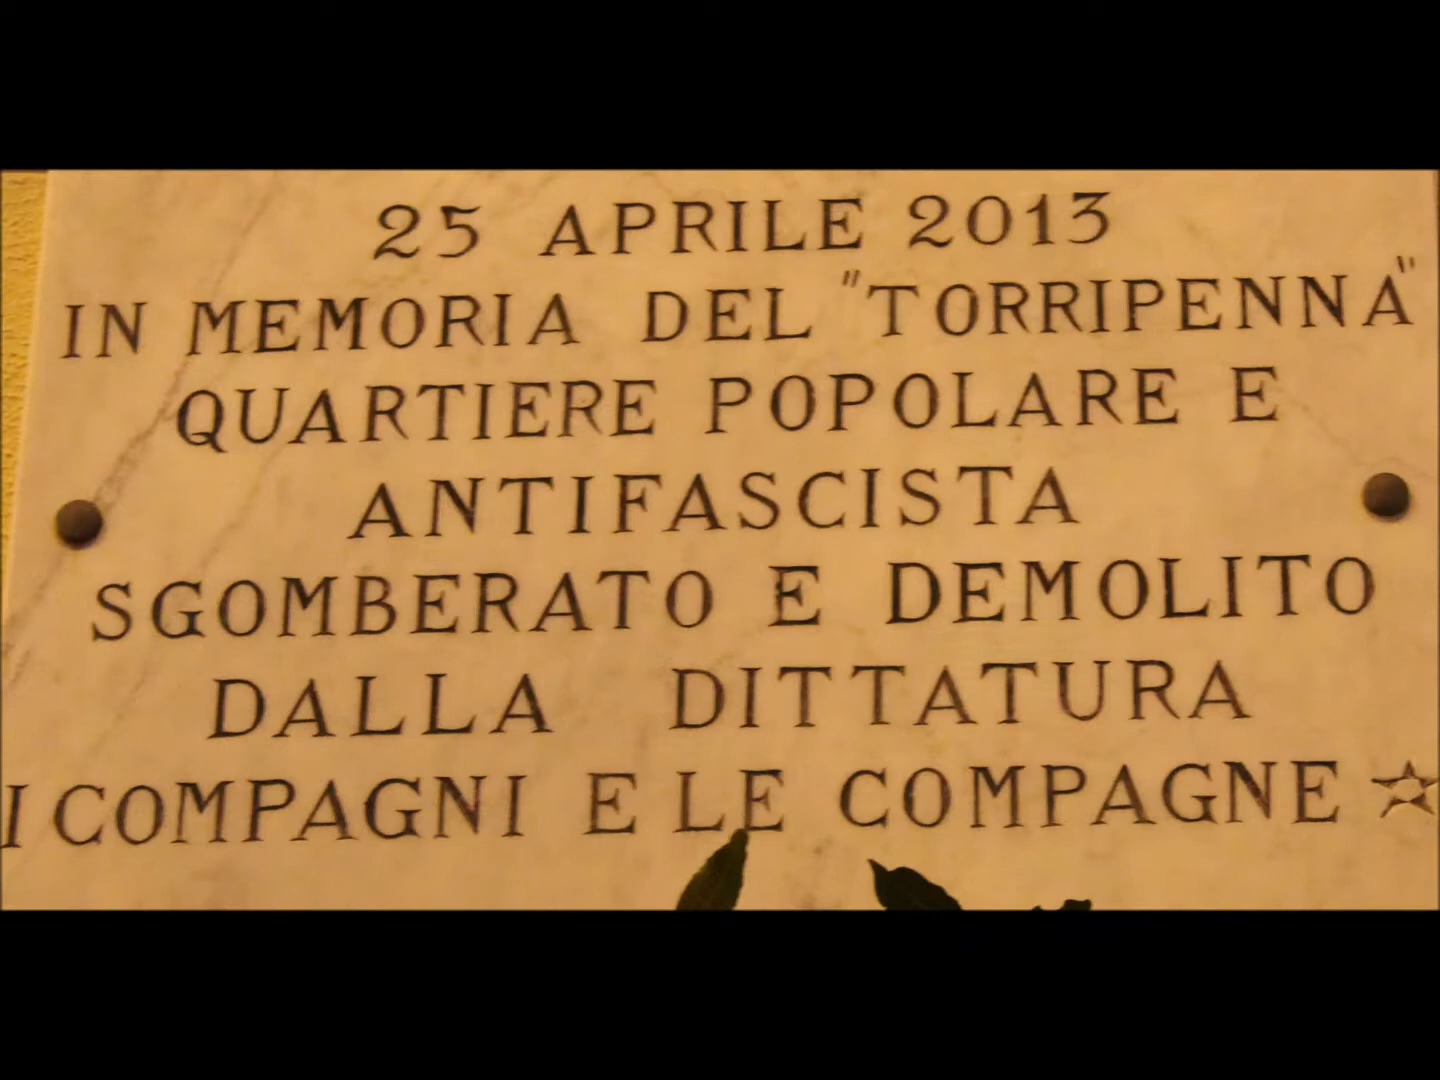 25 APRILE 2013
IN MEMORIA DEL "TORRIPENNA"
QUARTIERE POPOLARE E
ANTIFASCISTA
SGOMBERATO E DEMOLITO
DALLA DITTATURA
I COMPAGNI E LE COMPAGNE